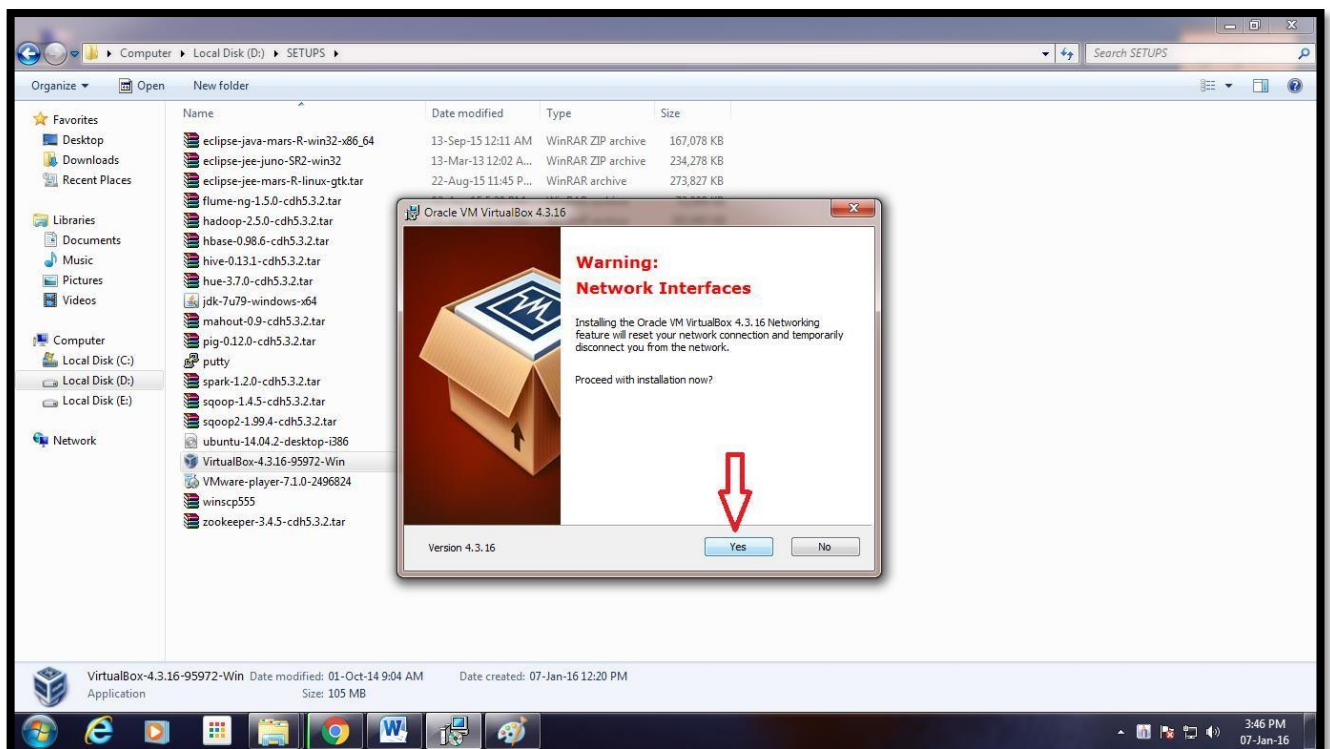 Computer ▸ Local Disk (D:) ▸ SETUPS ▸
Search SETUPS
Organize Open New folder
Name Date modified Type Size
Favorites
Desktop
Downloads
Recent Places
Libraries
Documents
Music
Pictures
Videos
Computer
Local Disk (C:)
Local Disk (D:)
Local Disk (E:)
Network
eclipse-java-mars-R-win32-x86_64 13-Sep-15 12:11 AM WinRAR ZIP archive 167,078 KB
eclipse-jee-juno-SR2-win32 13-Mar-13 12:02 A... WinRAR ZIP archive 234,278 KB
eclipse-jee-mars-R-linux-gtk.tar 22-Aug-15 11:45 P... WinRAR archive 273,827 KB
flume-ng-1.5.0-cdh5.3.2.tar
hadoop-2.5.0-cdh5.3.2.tar
hbase-0.98.6-cdh5.3.2.tar
hive-0.13.1-cdh5.3.2.tar
hue-3.7.0-cdh5.3.2.tar
jdk-7u79-windows-x64
mahout-0.9-cdh5.3.2.tar
pig-0.12.0-cdh5.3.2.tar
putty
spark-1.2.0-cdh5.3.2.tar
sqoop-1.4.5-cdh5.3.2.tar
sqoop2-1.99.4-cdh5.3.2.tar
ubuntu-14.04.2-desktop-i386
VirtualBox-4.3.16-95972-Win
VMware-player-7.1.0-2496824
winscp555
zookeeper-3.4.5-cdh5.3.2.tar
Oracle VM VirtualBox 4.3.16
Warning:
Network Interfaces
Installing the Oracle VM VirtualBox 4.3.16 Networking
feature will reset your network connection and temporarily
disconnect you from the network.
Proceed with installation now?
Version 4.3.16
Yes No
VirtualBox-4.3.16-95972-Win Date modified: 01-Oct-14 9:04 AM Date created: 07-Jan-16 12:20 PM
Application Size: 105 MB
3:46 PM
07-Jan-16